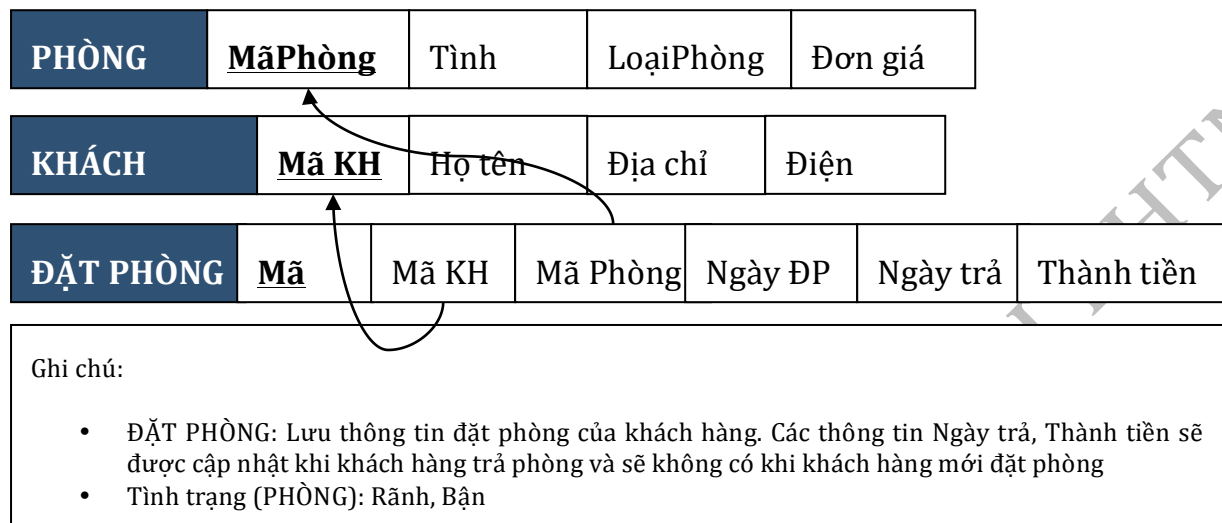 PHÒNG MãPhòng Tình LoạiPhòng Đơn giá
KHÁCH Mã KH Họ tên Địa chỉ Điện
ĐẶT PHÒNG Mã Mã KH Mã Phòng Ngày ĐP Ngày trả Thành tiền
Ghi chú:
• ĐẶT PHÒNG: Lưu thông tin đặt phòng của khách hàng. Các thông tin Ngày trả, Thành tiền sẽ
được cập nhật khi khách hàng trả phòng và sẽ không có khi khách hàng mới đặt phòng
• Tình trạng (PHÒNG): Rãnh, Bận